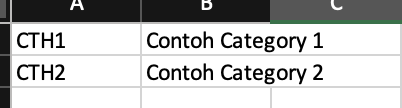 A B C
CTH1 Contoh Category 1
CTH2 Contoh Category 2